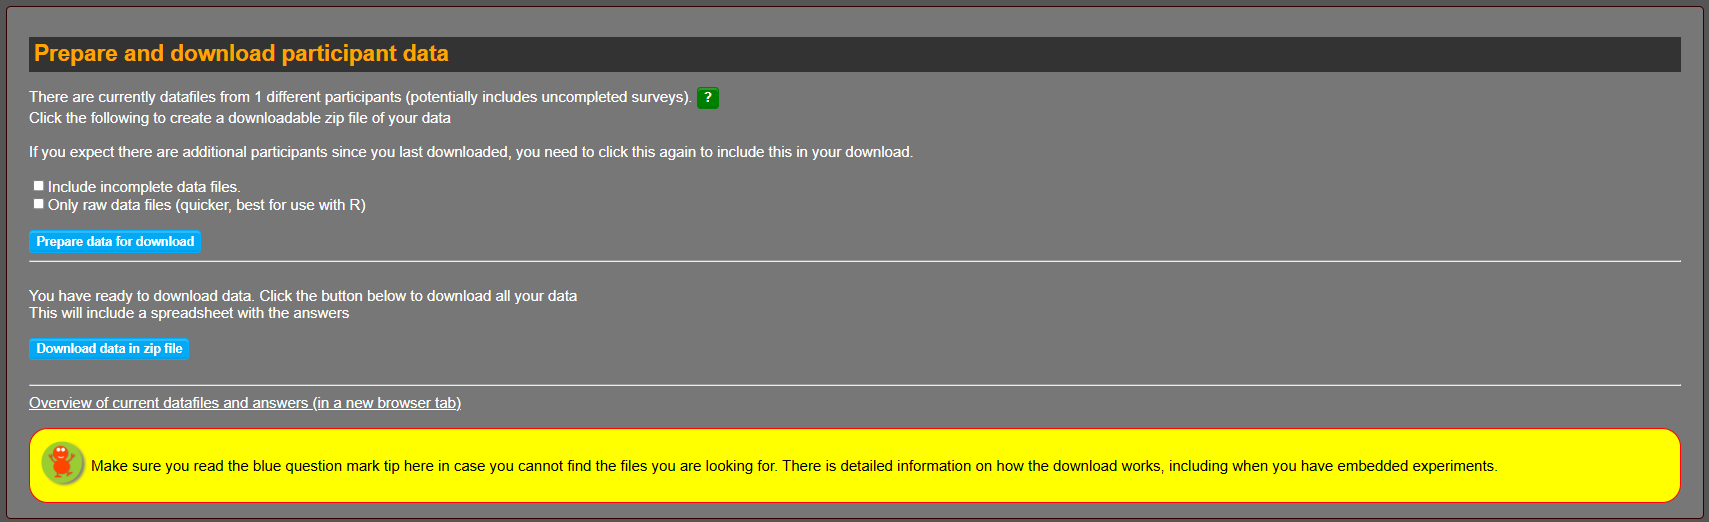 Prepare and download participant data
There are currently datafiles from 1 different participants (potentially includes uncompleted surveys). ?
Click the following to create a downloadable zip file of your data
If you expect there are additional participants since you last downloaded, you need to click this again to include this in your download.
Include incomplete data files.
Only raw data files (quicker, best for use with R)
Prepare data for download
You have ready to download data. Click the button below to download all your data
This will include a spreadsheet with the answers
Download data in zip file
Overview of current datafiles and answers (in a new browser tab)
Make sure you read the blue question mark tip here in case you cannot find the files you are looking for. There is detailed information on how the download works, including when you have embedded experiments.